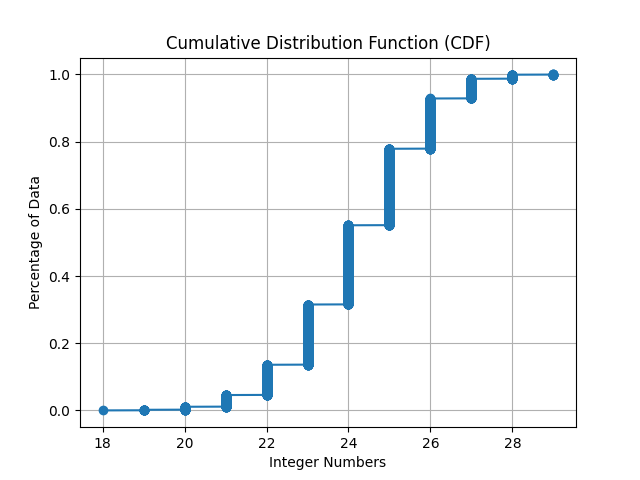 Cumulative Distribution Function (CDF)
1.0
0.8
0.6
0.4
0.2
0.0
Percentage of Data
18 20 22 24 26 28
Integer Numbers